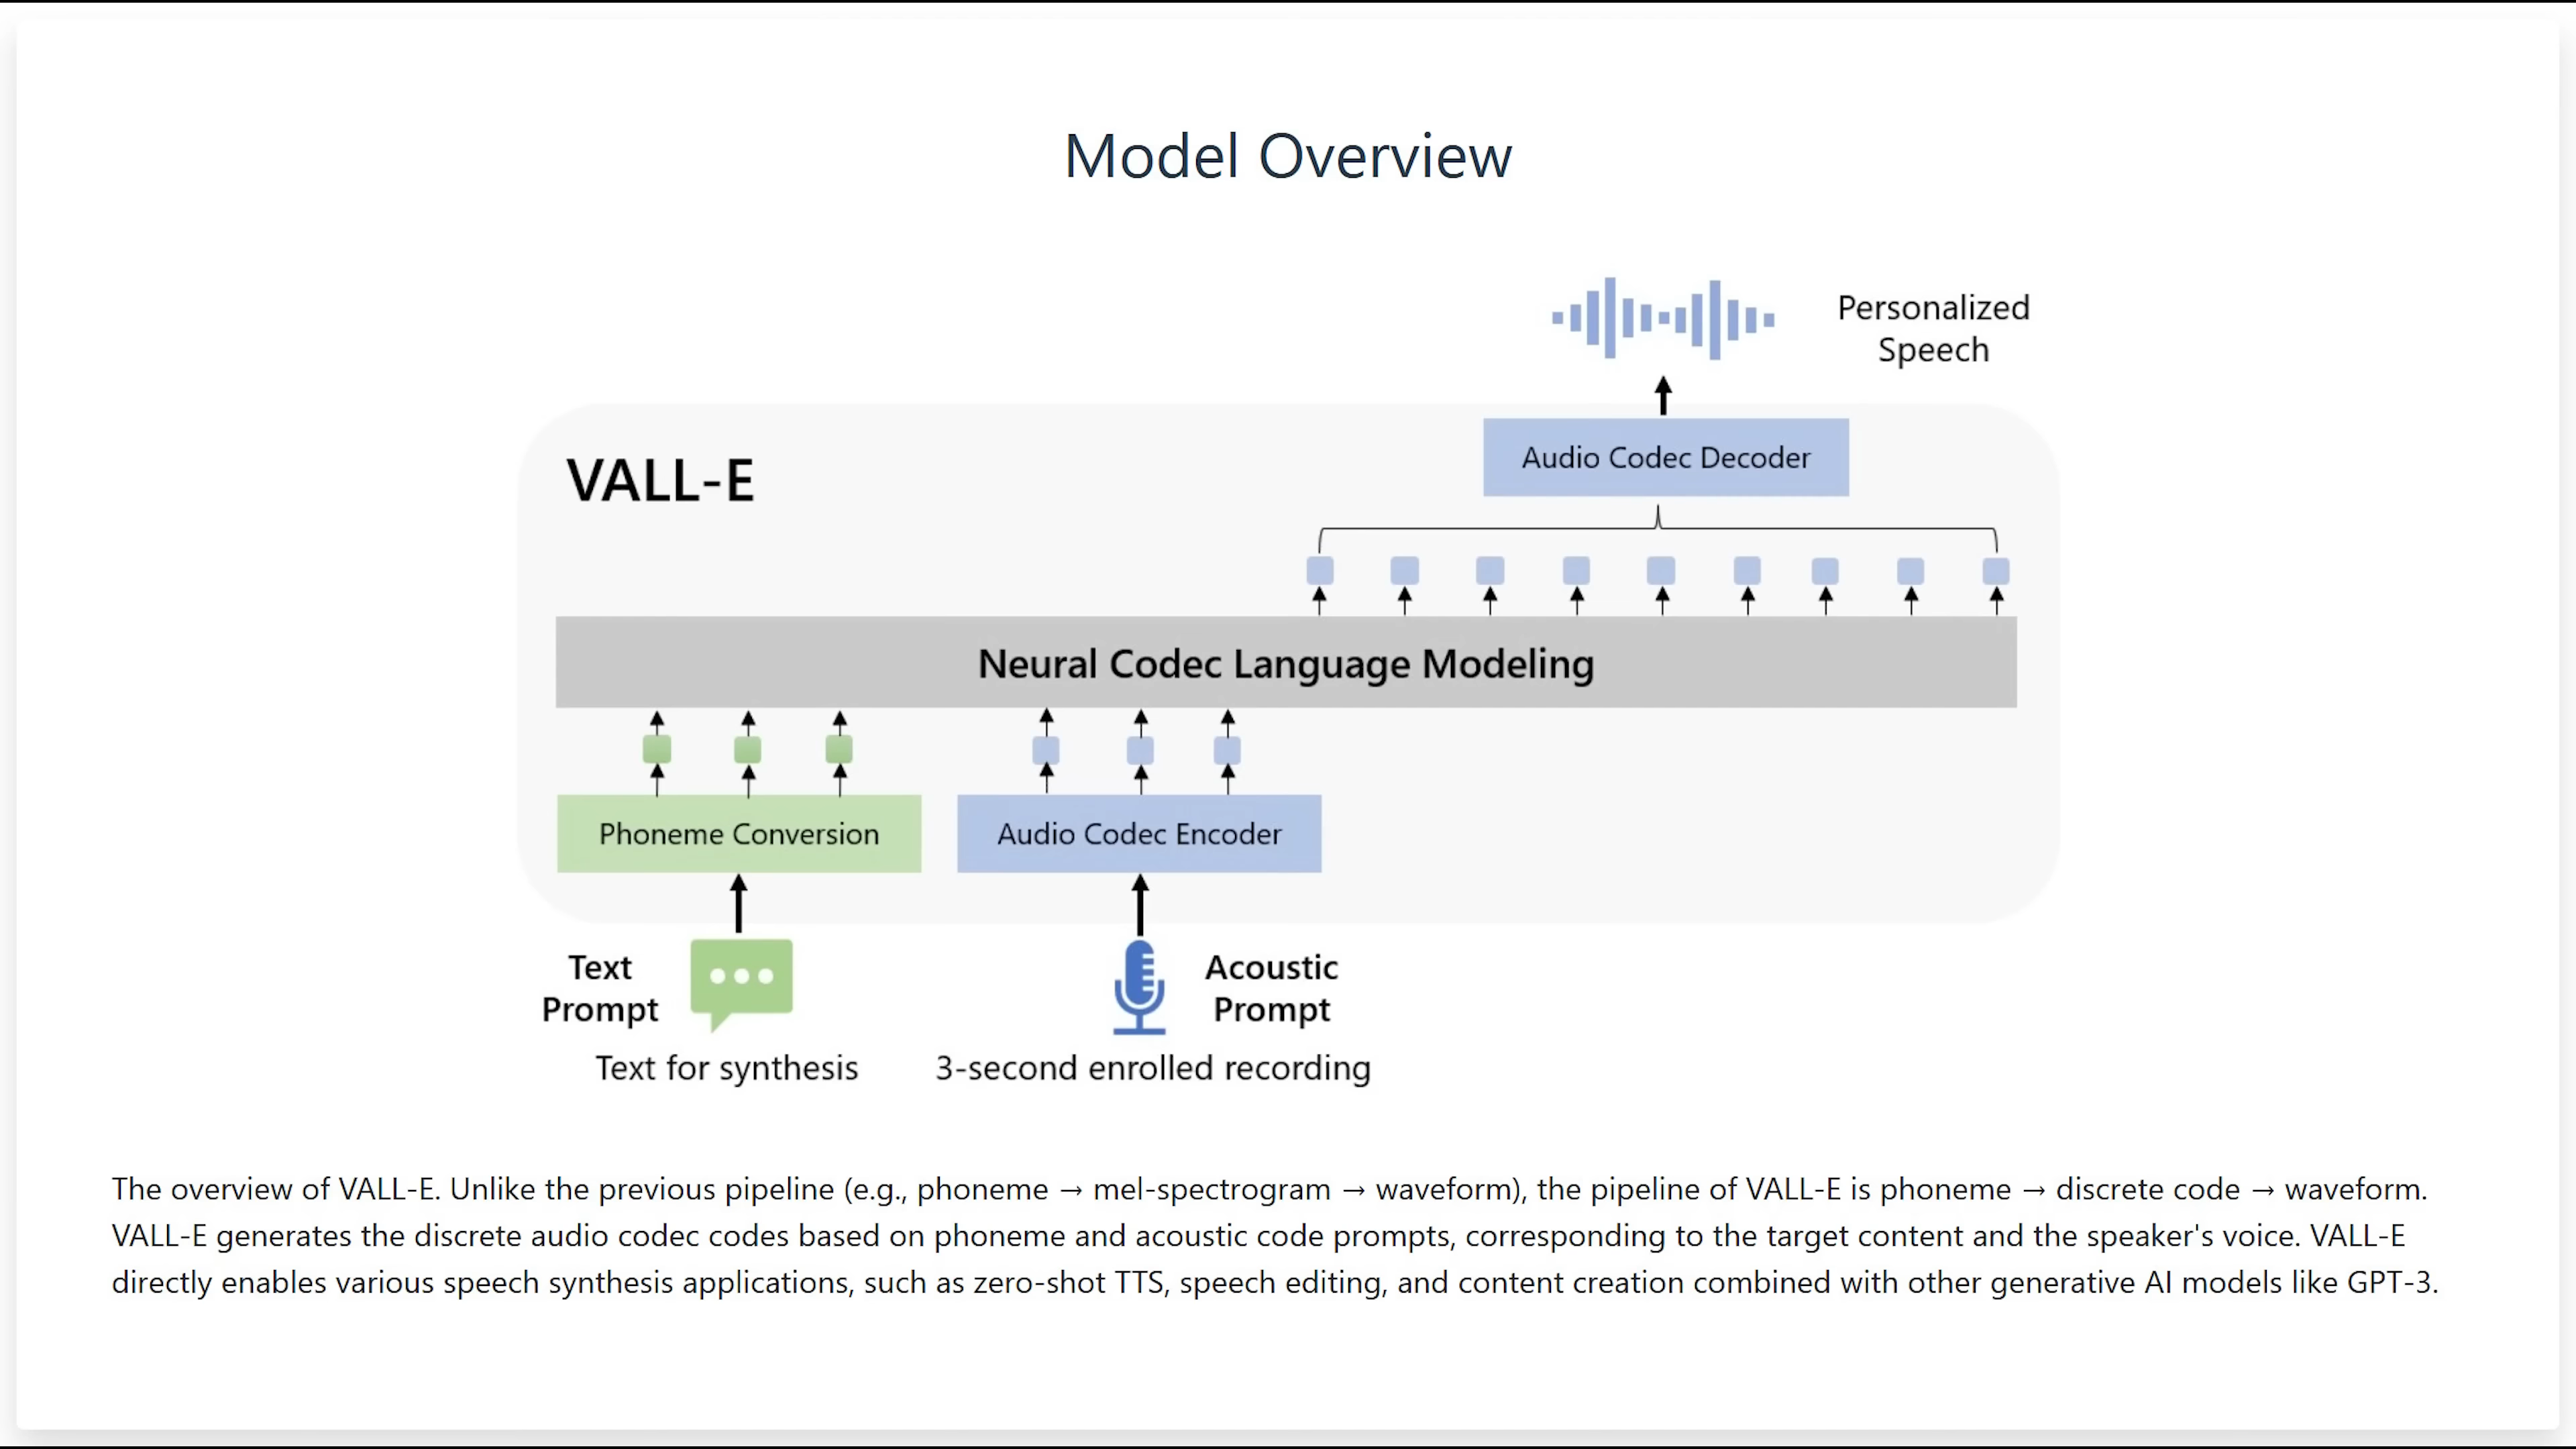 Model Overview
Personalized
Speech
Audio Codec Decoder
VALL-E
Neural Codec Language Modeling
Phoneme Conversion
Audio Codec Encoder
Text
Prompt
Acoustic
Prompt
Text for synthesis
3-second enrolled recording
The overview of VALL-E. Unlike the previous pipeline (e.g., phoneme → mel-spectrogram → waveform), the pipeline of VALL-E is phoneme → discrete code → waveform.
VALL-E generates the discrete audio codec codes based on phoneme and acoustic code prompts, corresponding to the target content and the speaker's voice. VALL-E
directly enables various speech synthesis applications, such as zero-shot TTS, speech editing, and content creation combined with other generative AI models like GPT-3.